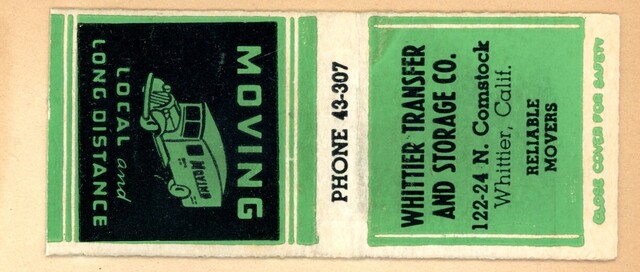 MOVING
MOVING
LOCAL and
LONG DISTANCE
PHONE 43-307
WHITTIER TRANSFER
AND STORAGE CO.
122-24 N. Comstock
Whittier, Calif.
RELIABLE
MOVERS
CLOSE COVER FOR SAFETY